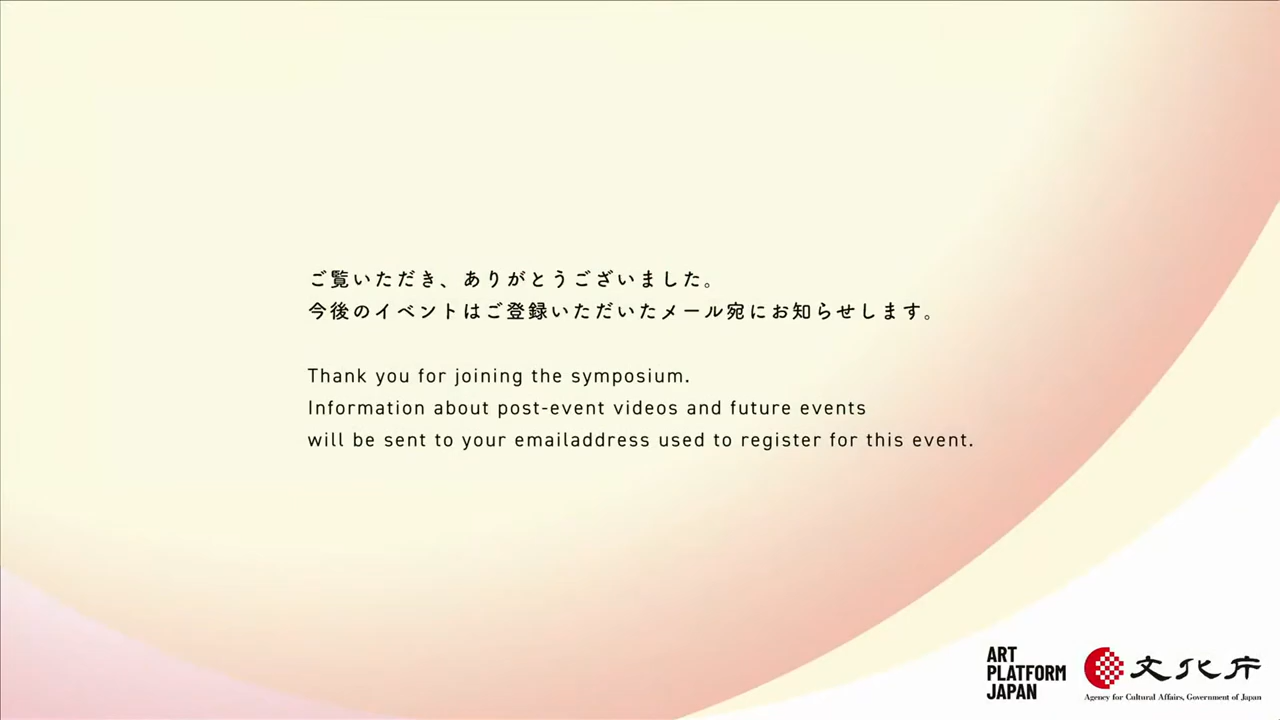 ご覧いただき、ありがとうございました。
今後のイベントはご登録いただいたメール宛にお知らせします。
Thank you for joining the symposium.
Information about post-event videos and future events
will be sent to your emailaddress used to register for this event.
ART
PLATFORM
JAPAN
文化庁
Agency for Cultural Affairs, Government of Japan